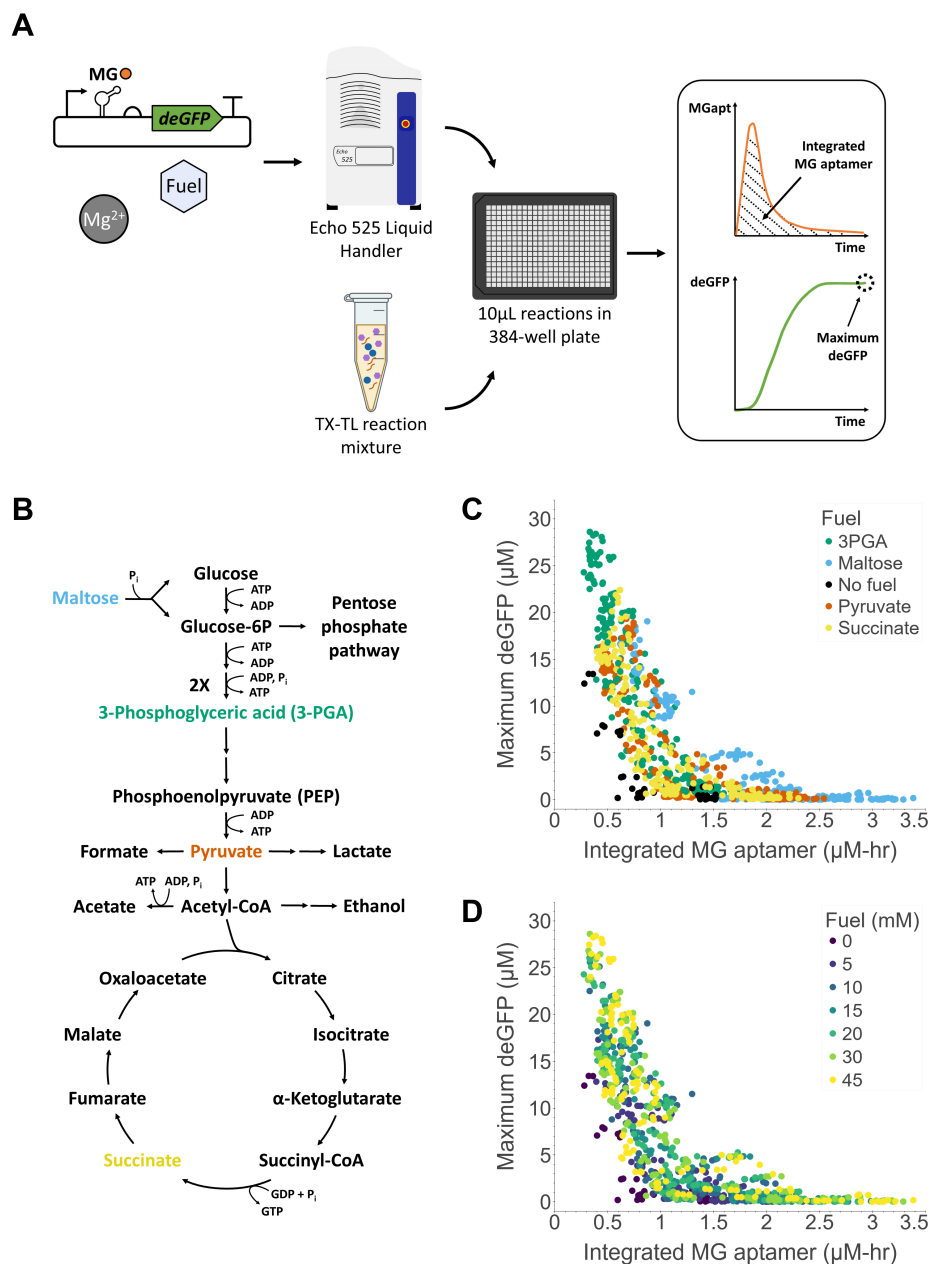 A
MG
deGFP
Fuel
Mg2+
Echo
525
Echo 525 Liquid
Handler
TX-TL reaction
mixture
10µL reactions in
384-well plate
MGapt
Integrated
MG aptamer
Time
deGFP
Maximum
deGFP
Time
B
Maltose
Pi
Glucose
ATP
ADP
Glucose-6P
Pentose
phosphate
pathway
ATP
ADP
2X
ADP, Pi
ATP
3-Phosphoglyceric acid (3-PGA)
Phosphoenolpyruvate (PEP)
ADP
ATP
Formate
Pyruvate
Lactate
ATP
ADP, Pi
Acetate
Acetyl-CoA
Ethanol
Oxaloacetate
Citrate
Malate
Isocitrate
Fumarate
α-Ketoglutarate
Succinate
Succinyl-CoA
GDP + Pi
GTP
C
Maximum deGFP (µM)
30
25
20
15
10
5
0
0
0.5
1
1.5
2
2.5
3
3.5
Integrated MG aptamer (µM-hr)
Fuel
3PGA
Maltose
No fuel
Pyruvate
Succinate
D
Maximum deGFP (µM)
30
25
20
15
10
5
0
0
0.5
1
1.5
2
2.5
3
3.5
Integrated MG aptamer (µM-hr)
Fuel (mM)
0
5
10
15
20
30
45